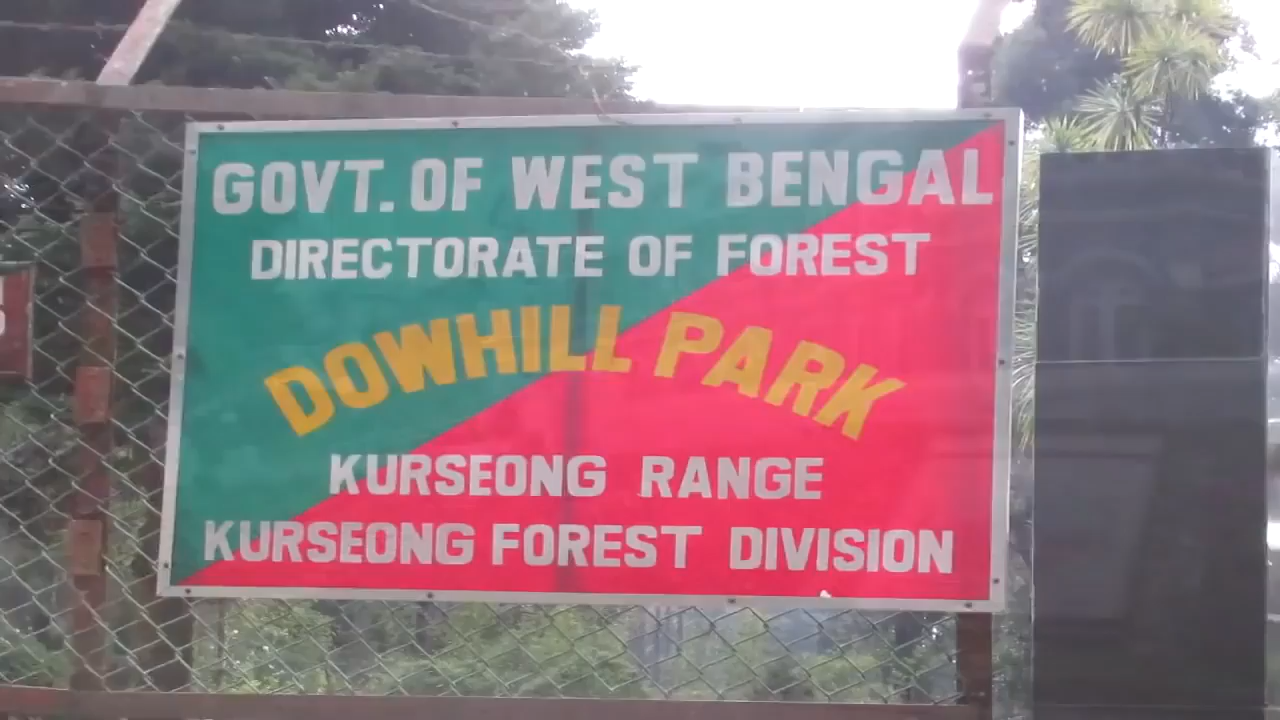 GOVT. OF WEST BENGAL
DIRECTORATE OF FOREST
DOWHILL PARK
KURSEONG RANGE
KURSEONG FOREST DIVISION